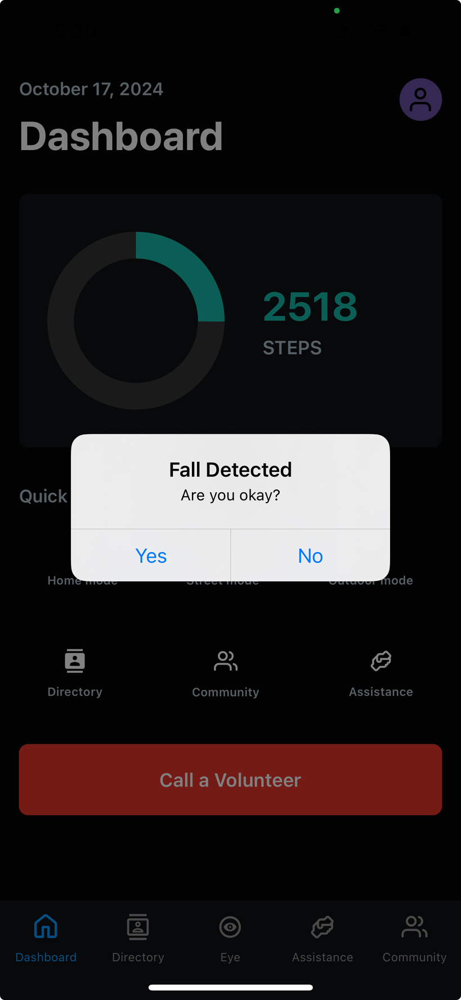 October 17, 2024
Dashboard
2518
STEPS
Fall Detected
Are you okay?
Quick
Yes
No
Home mode
Street mode
Outdoor mode
Directory
Community
Assistance
Call a Volunteer
Dashboard
Directory
Eye
Assistance
Community